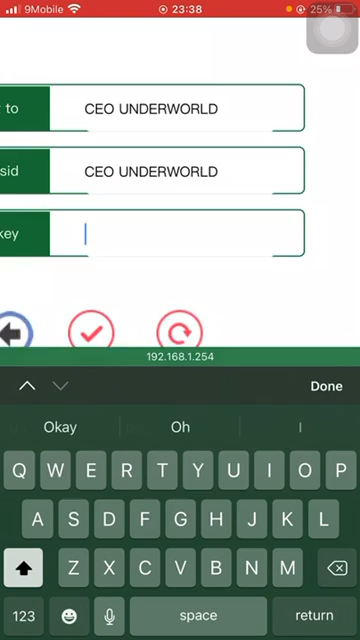 9Mobile 23:38 25%
to CEO UNDERWORLD
sid CEO UNDERWORLD
key
192.168.1.254
Done
Okay Oh I
Q W E R T Y U I O P
A S D F G H J K L
Z X C V B N M
123 space return